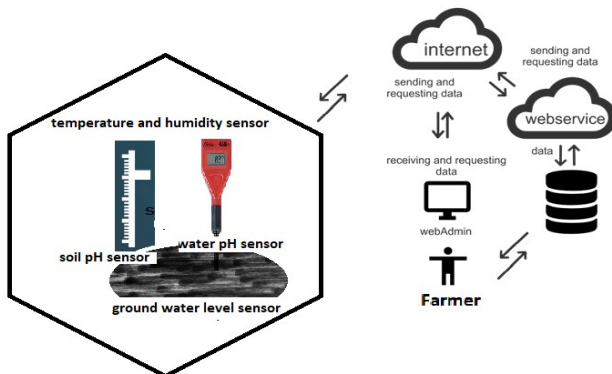 internet
sending and
requesting data
sending and
requesting data
webservice
data
receiving and requesting
data
webAdmin
Farmer
temperature and humidity sensor
S
water pH sensor
soil pH sensor
ground water level sensor